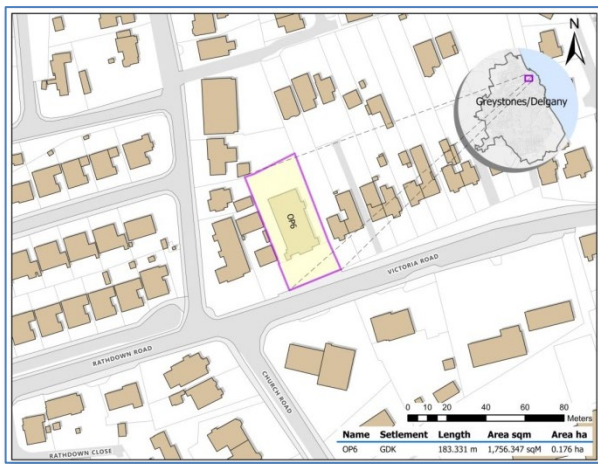 N
Greystones/Delgany
OP6
VICTORIA ROAD
RATHDOWN ROAD
CHURCH ROAD
RATHDOWN CLOSE
0 10 20 40 60 80
Meters
Name Setlement Length Area sqm Area ha
OP6 GDK 183.331 m 1,756.347 sqM 0.176 ha